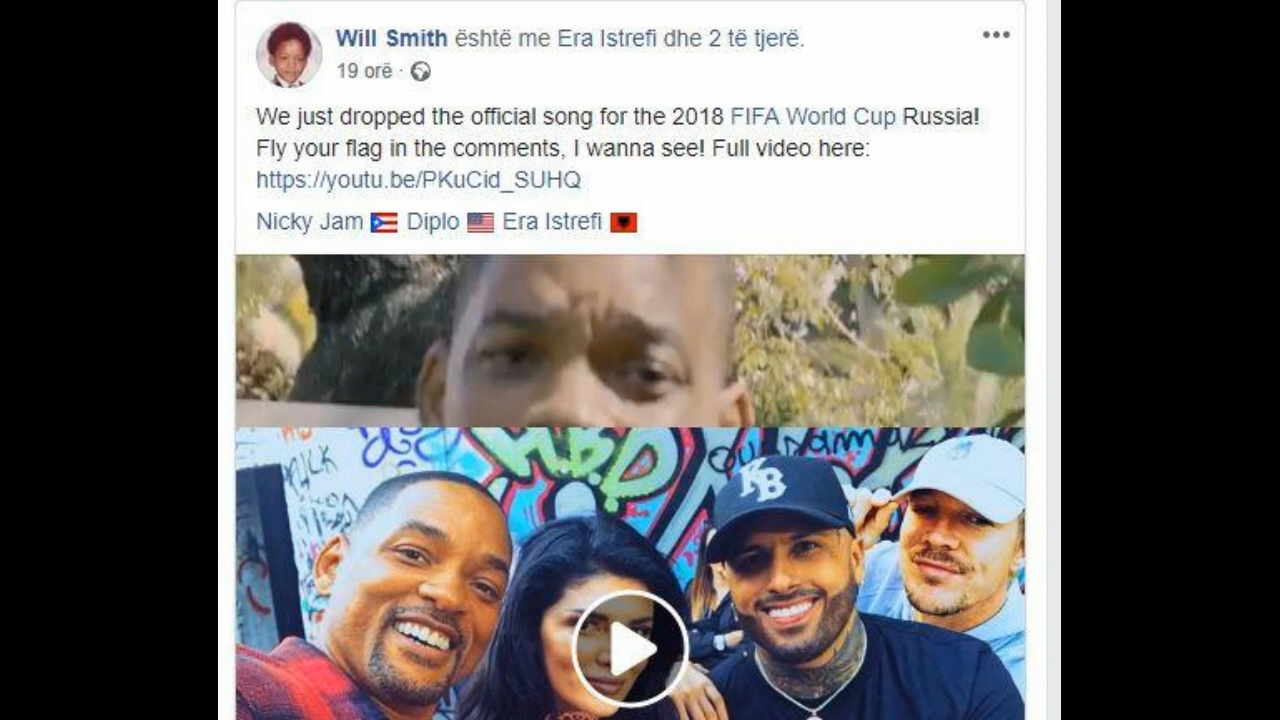 Will Smith është me Era Istrefi dhe 2 të tjerë.
19 orë ·
We just dropped the official song for the 2018 FIFA World Cup Russia!
Fly your flag in the comments, I wanna see! Full video here:
https://youtu.be/PKuCid_SUHQ
Nicky Jam 🇵🇷 Diplo 🇺🇸 Era Istrefi 🇦🇱
KB